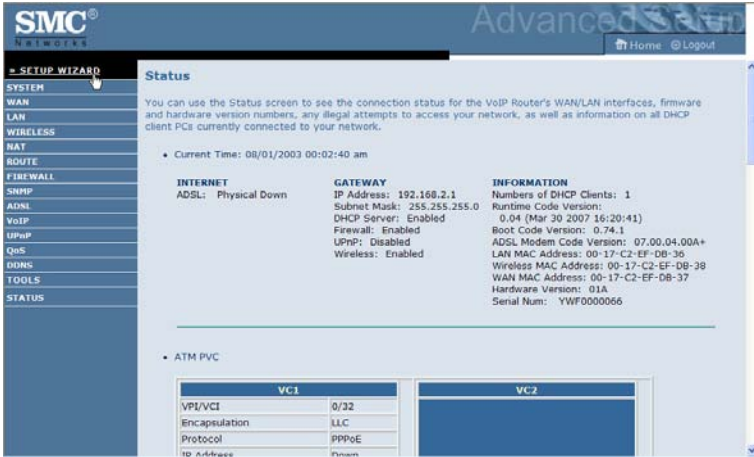 SMC®
Networks
Advanced Setup
Home Logout
» SETUP WIZARD
SYSTEM
WAN
LAN
WIRELESS
NAT
ROUTE
FIREWALL
SNMP
ADSL
VoIP
UPnP
QoS
DDNS
TOOLS
STATUS
Status
You can use the Status screen to see the connection status for the VoIP Router's WAN/LAN interfaces, firmware
and hardware version numbers, any illegal attempts to access your network, as well as information on all DHCP
client PCs currently connected to your network.
• Current Time: 08/01/2003 00:02:40 am
INTERNET
ADSL: Physical Down
GATEWAY
IP Address: 192.168.2.1
Subnet Mask: 255.255.255.0
DHCP Server: Enabled
Firewall: Enabled
UPnP: Disabled
Wireless: Enabled
INFORMATION
Numbers of DHCP Clients: 1
Runtime Code Version:
0.04 (Mar 30 2007 16:20:41)
Boot Code Version: 0.74.1
ADSL Modem Code Version: 07.00.04.00A+
LAN MAC Address: 00-17-C2-EF-DB-36
Wireless MAC Address: 00-17-C2-EF-DB-38
WAN MAC Address: 00-17-C2-EF-DB-37
Hardware Version: 01A
Serial Num: YWF0000066
• ATM PVC
VC1
VPI/VCI 0/32
Encapsulation LLC
Protocol PPPoE
IP Address Down
VC2